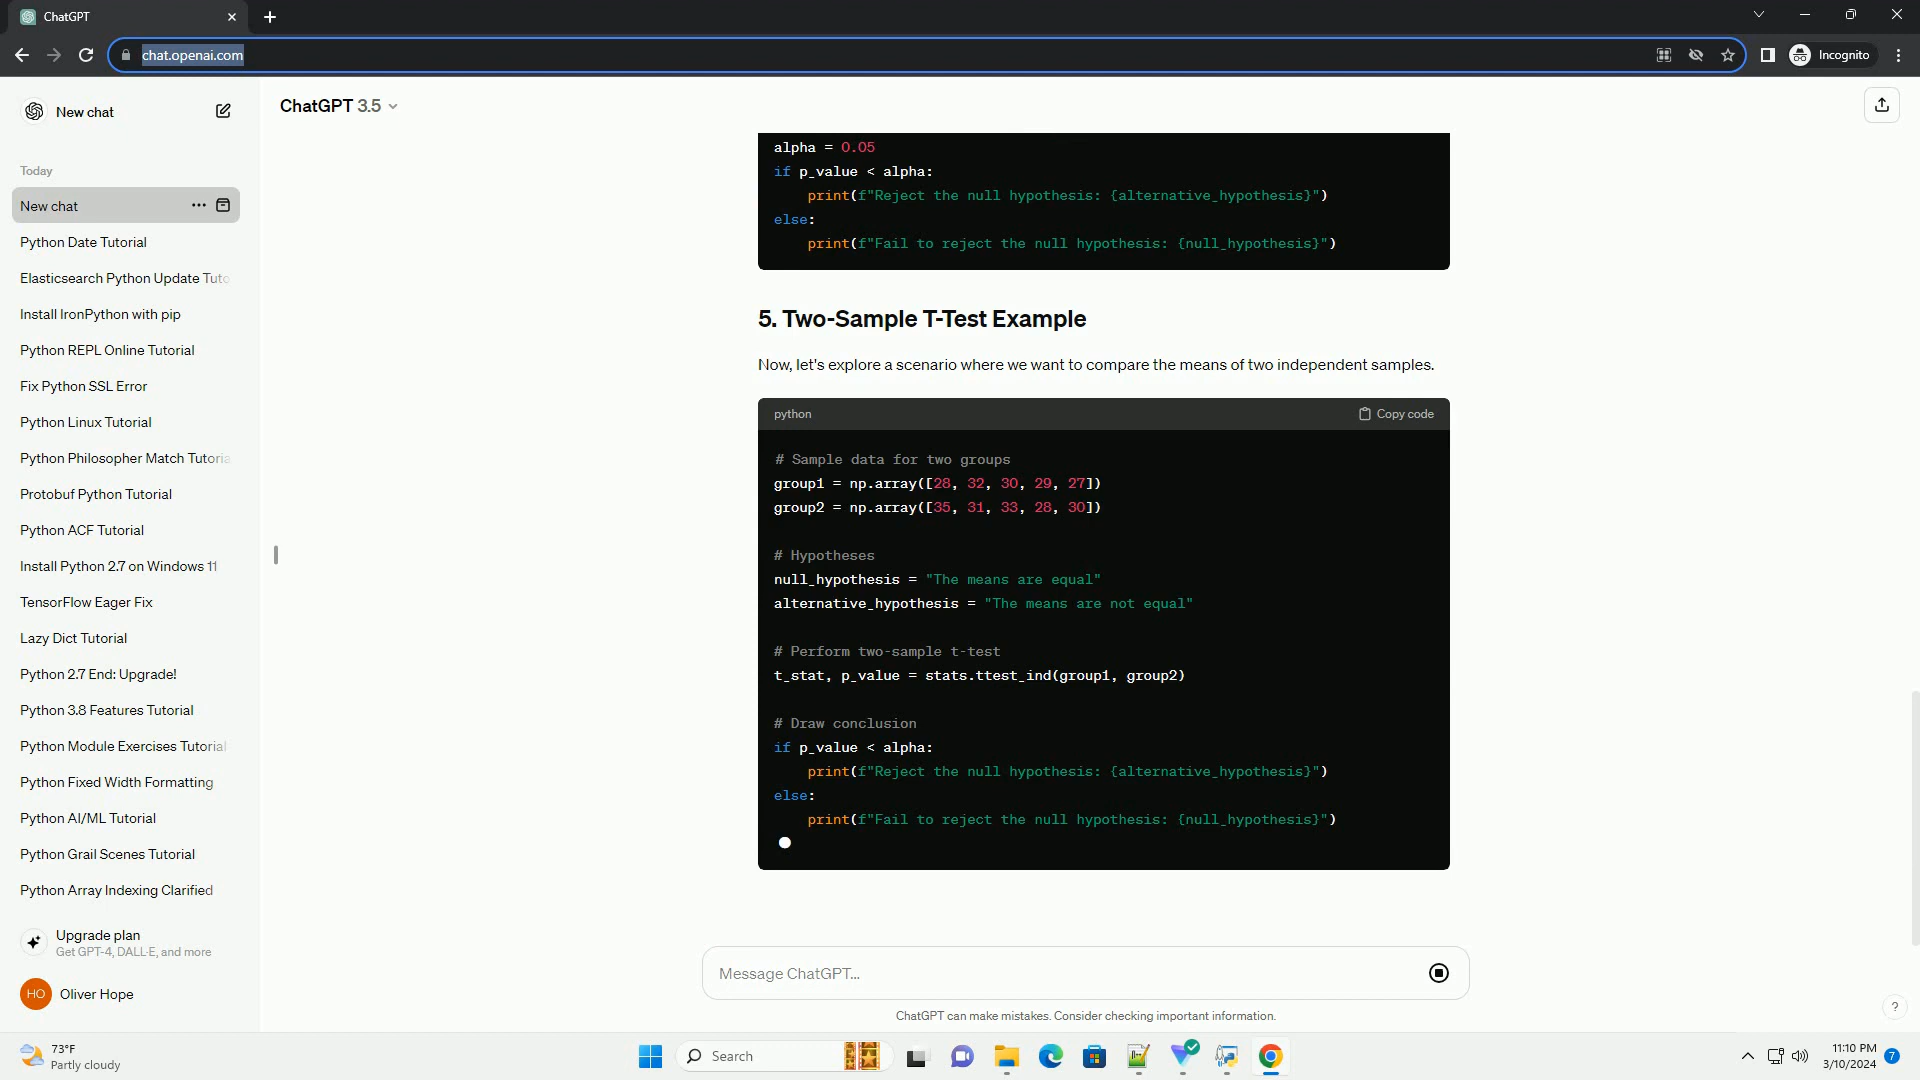 ChatGPT
chat.openai.com
Incognito
New chat
ChatGPT 3.5
Today
New chat
Python Date Tutorial
Elasticsearch Python Update Tuto
Install IronPython with pip
Python REPL Online Tutorial
Fix Python SSL Error
Python Linux Tutorial
Python Philosopher Match Tutoria
Protobuf Python Tutorial
Python ACF Tutorial
Install Python 2.7 on Windows 11
TensorFlow Eager Fix
Lazy Dict Tutorial
Python 2.7 End: Upgrade!
Python 3.8 Features Tutorial
Python Module Exercises Tutorial
Python Fixed Width Formatting
Python AI/ML Tutorial
Python Grail Scenes Tutorial
Python Array Indexing Clarified
Upgrade plan
Get GPT-4, DALL·E, and more
HO
Oliver Hope
alpha = 0.05
if p_value < alpha:
    print(f"Reject the null hypothesis: {alternative_hypothesis}")
else:
    print(f"Fail to reject the null hypothesis: {null_hypothesis}")
5. Two-Sample T-Test Example
Now, let's explore a scenario where we want to compare the means of two independent samples.
python
Copy code
# Sample data for two groups
group1 = np.array([28, 32, 30, 29, 27])
group2 = np.array([35, 31, 33, 28, 30])
# Hypotheses
null_hypothesis = "The means are equal"
alternative_hypothesis = "The means are not equal"
# Perform two-sample t-test
t_stat, p_value = stats.ttest_ind(group1, group2)
# Draw conclusion
if p_value < alpha:
    print(f"Reject the null hypothesis: {alternative_hypothesis}")
else:
    print(f"Fail to reject the null hypothesis: {null_hypothesis}")
Message ChatGPT...
ChatGPT can make mistakes. Consider checking important information.
?
73°F
Partly cloudy
Search
11:10 PM
3/10/2024
7